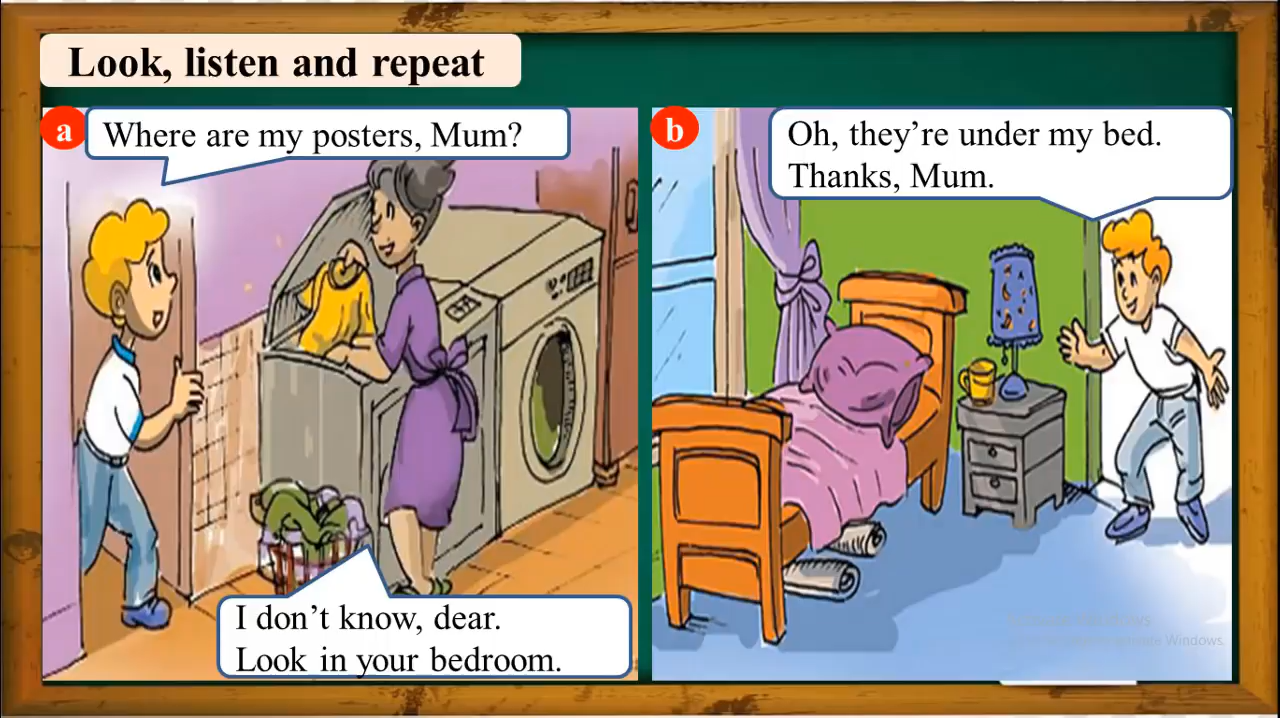 Look, listen and repeat
a
Where are my posters, Mum?
I don't know, dear.
Look in your bedroom.
b
Oh, they're under my bed.
Thanks, Mum.
Windows.